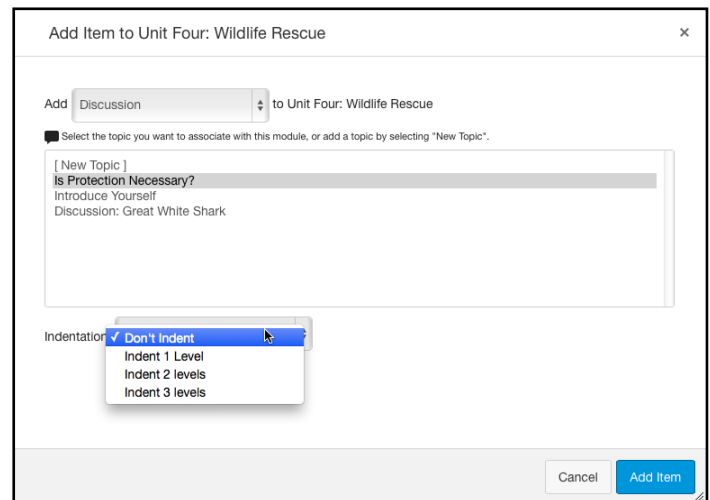 Add Item to Unit Four: Wildlife Rescue ×
Add Discussion to Unit Four: Wildlife Rescue
Select the topic you want to associate with this module, or add a topic by selecting "New Topic".
[ New Topic ]
Is Protection Necessary?
Introduce Yourself
Discussion: Great White Shark
Indentation ✓ Don't Indent
Indent 1 Level
Indent 2 levels
Indent 3 levels
Cancel Add Item